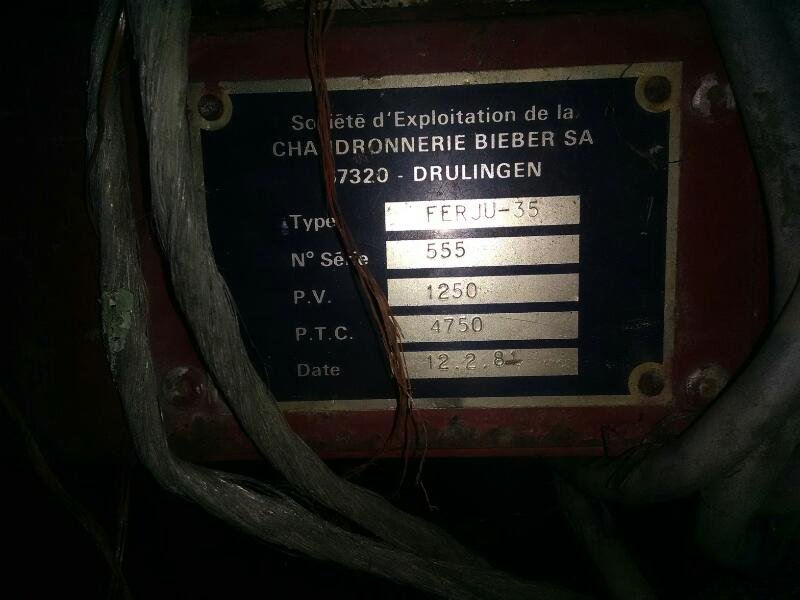 Société d'Exploitation de la
CHAUDRONNERIE BIEBER SA
67320 - DRULINGEN
Type FERJU-35
N° Série 555
P.V. 1250
P.T.C. 4750
Date 12.2.81